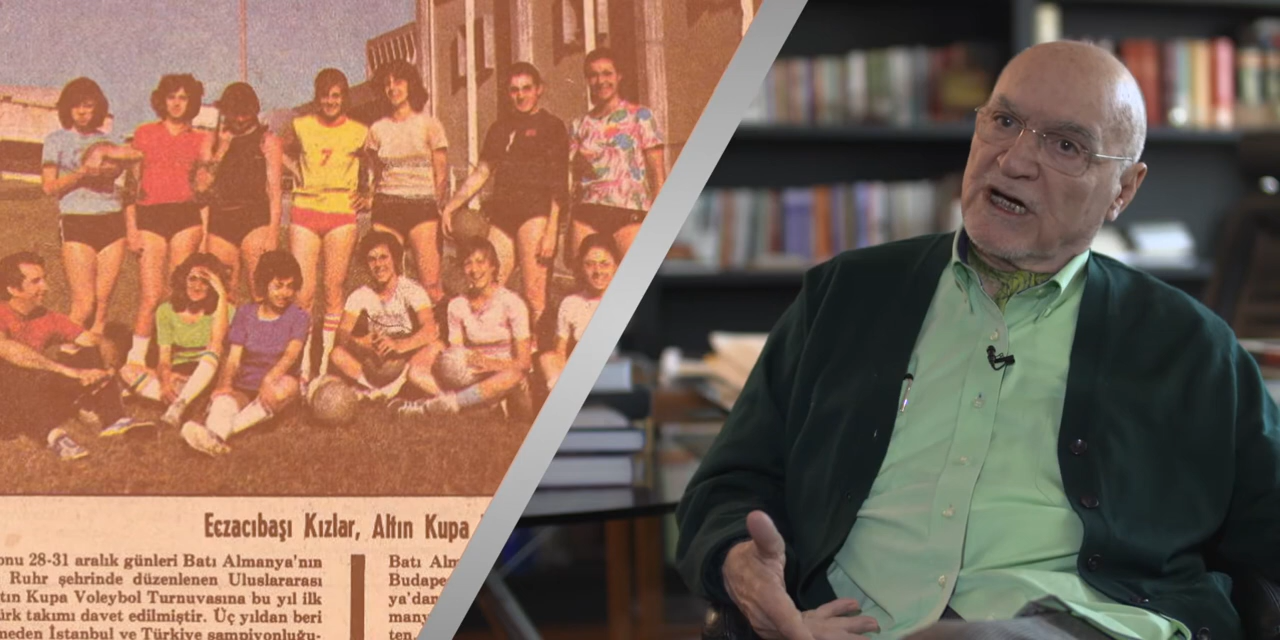 7
Eczacıbaşı Kızlar, Altın Kupa
onu 28-31 aralık günleri Batı Almanya'nın
Ruhr şehrinde düzenlenen Uluslararası
tın Kupa Voleybol Turnuvasına bu yıl ilk
ürk takımı davet edilmiştir. Üç yıldan beri
meden İstanbul ve Türkiye şampiyonluğu-
Batı Alm
Budape
ya'dan
many
ten,